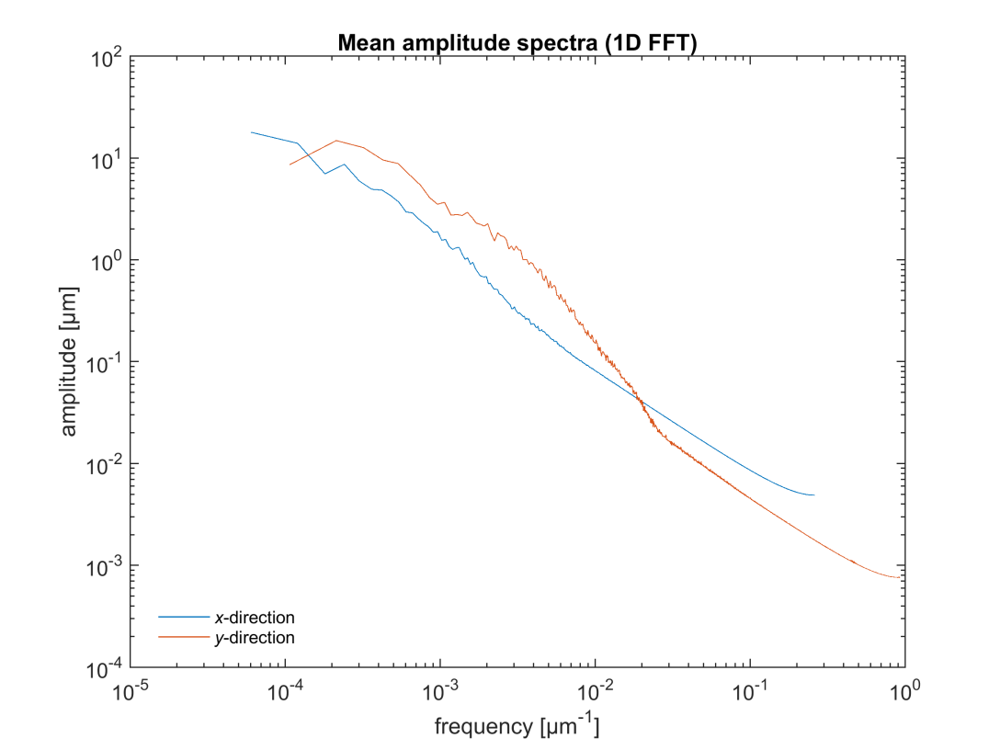 Mean amplitude spectra (1D FFT)
10^2
10^1
10^0
10^-1
10^-2
10^-3
10^-4
amplitude [µm]
x-direction
y-direction
10^-5 10^-4 10^-3 10^-2 10^-1 10^0
frequency [µm^-1]